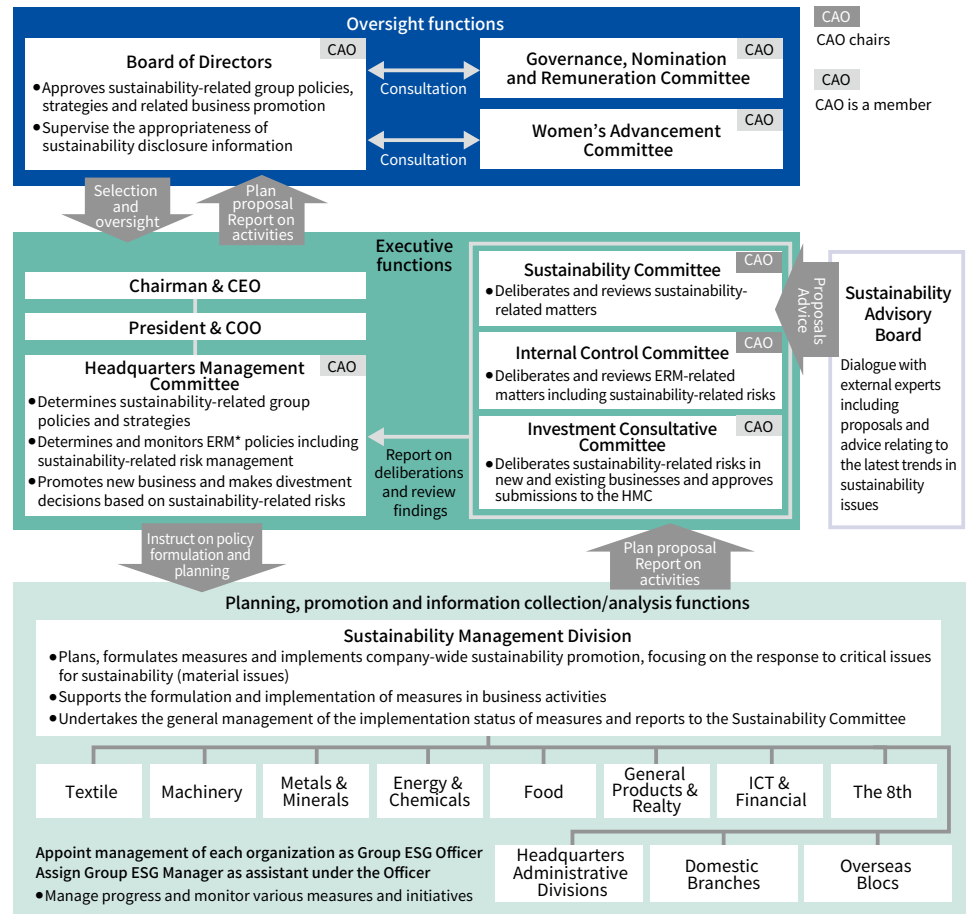 Oversight functions
CAO
Board of Directors
●Approves sustainability-related group policies,
strategies and related business promotion
●Supervise the appropriateness of
sustainability disclosure information
Consultation
CAO
Governance, Nomination
and Remuneration Committee
Consultation
CAO
Women’s Advancement
Committee
CAO
CAO chairs
CAO
CAO is a member
Selection
and
oversight
Plan
proposal
Report on
activities
Executive
functions
Chairman & CEO
President & COO
CAO
Headquarters Management
Committee
●Determines sustainability-related group
policies and strategies
●Determines and monitors ERM* policies including
sustainability-related risk management
●Promotes new business and makes divestment
decisions based on sustainability-related risks
Report on
deliberations
and review
findings
CAO
Sustainability Committee
●Deliberates and reviews sustainability-
related matters
CAO
Internal Control Committee
●Deliberates and reviews ERM-related
matters including sustainability-related risks
CAO
Investment Consultative
Committee
●Deliberates sustainability-related risks in
new and existing businesses and approves
submissions to the HMC
Proposals
Advice
Sustainability
Advisory
Board
Dialogue with
external experts
including
proposals and
advice relating to
the latest trends in
sustainability
issues
Instruct on policy
formulation and
planning
Plan proposal
Report on
activities
Planning, promotion and information collection/analysis functions
Sustainability Management Division
●Plans, formulates measures and implements company-wide sustainability promotion, focusing on the response to critical issues
for sustainability (material issues)
●Supports the formulation and implementation of measures in business activities
●Undertakes the general management of the implementation status of measures and reports to the Sustainability Committee
Textile
Machinery
Metals &
Minerals
Energy &
Chemicals
Food
General
Products &
Realty
ICT &
Financial
The 8th
Appoint management of each organization as Group ESG Officer
Assign Group ESG Manager as assistant under the Officer
●Manage progress and monitor various measures and initiatives
Headquarters
Administrative
Divisions
Domestic
Branches
Overseas
Blocs